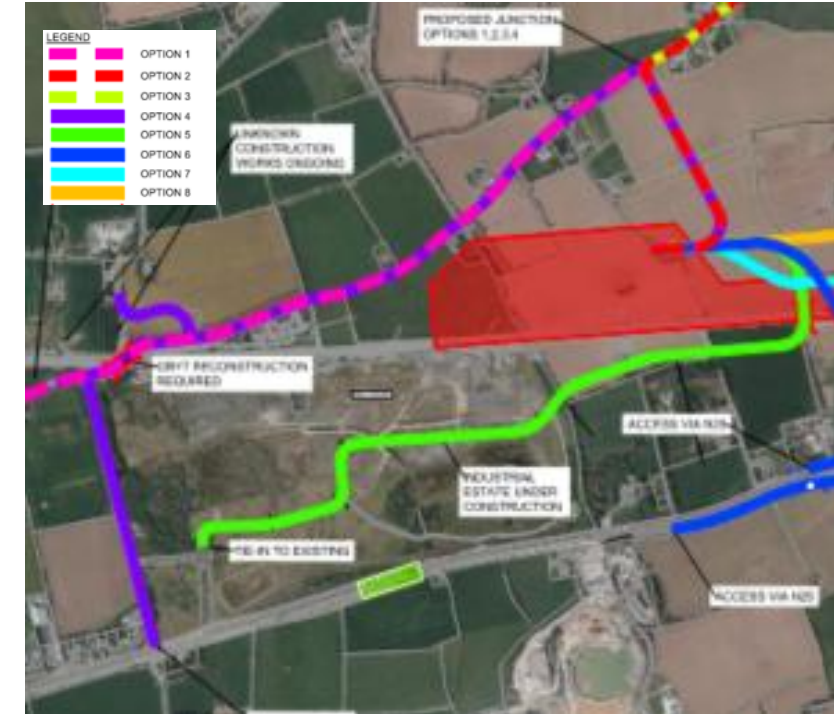 LEGEND
OPTION 1
OPTION 2
OPTION 3
OPTION 4
OPTION 5
OPTION 6
OPTION 7
OPTION 8
PROPOSED JUNCTION
OPTIONS 1,2,3,4
UNKNOWN
CONSTRUCTION
WORKS ONGOING
RECONSTRUCTION
REQUIRED
ACCESS VIA N25
INDUSTRIAL
ESTATE UNDER
CONSTRUCTION
TIE-IN TO EXISTING
ACCESS VIA N25